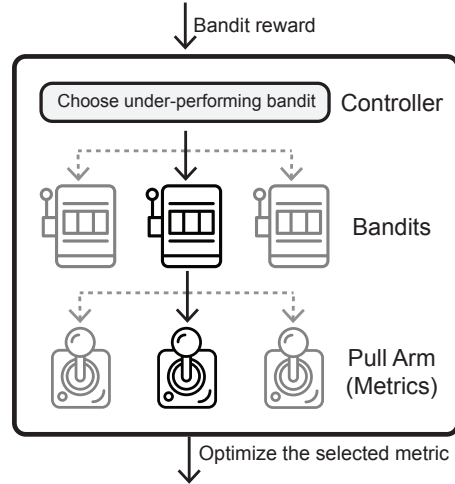 Bandit reward
Choose under-performing bandit
Controller
Bandits
Pull Arm
(Metrics)
Optimize the selected metric